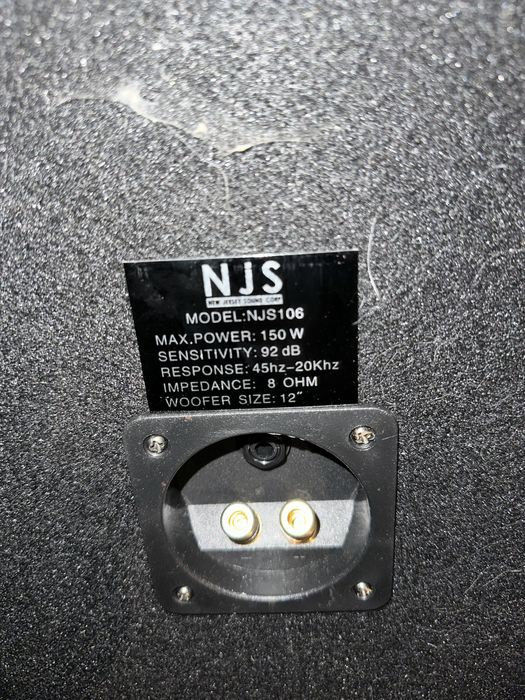 NJS
NEW JERSEY SOUND CORP.
MODEL:NJS106
MAX.POWER: 150 W
SENSITIVITY: 92 dB
RESPONSE: 45hz-20Khz
IMPEDANCE: 8 OHM
WOOFER SIZE: 12"